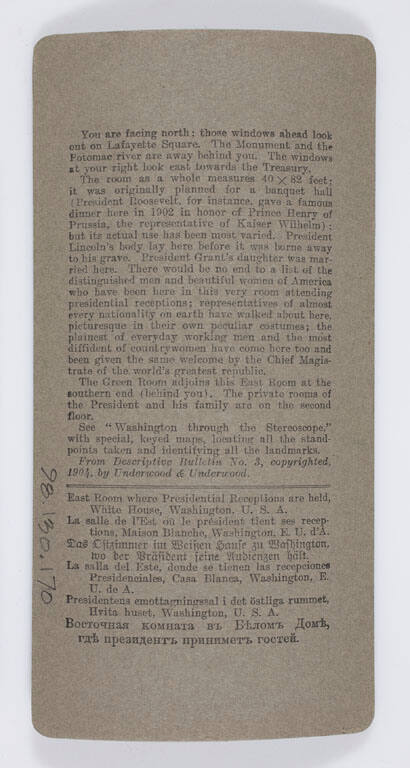 You are facing north; those windows ahead look
out on Lafayette Square. The Monument and the
Potomac river are away behind you. The windows
at your right look east towards the Treasury.
The room as a whole measures 40 × 82 feet;
it was originally planned for a banquet hall
(President Roosevelt, for instance, gave a famous
dinner here in 1902 in honor of Prince Henry of
Prussia, the representative of Kaiser Wilhelm);
but its actual use has been most varied. President
Lincoln's body lay here before it was borne away
to his grave. President Grant's daughter was mar-
ried here. There would be no end to a list of the
distinguished men and beautiful women of America
who have been here in this very room attending
presidential receptions; representatives of almost
every nationality on earth have walked about here,
picturesque in their own peculiar costumes; the
plainest of everyday working men and the most
diffident of countrywomen have come here too and
been given the same welcome by the Chief Magis-
trate of the world's greatest republic.
The Green Room adjoins this East Room at the
southern end (behind you). The private rooms of
the President and his family are on the second
floor.
See "Washington through the Stereoscope,"
with special, keyed maps, locating all the stand-
points taken and identifying all the landmarks.
From Descriptive Bulletin No. 3, copyrighted,
1904, by Underwood & Underwood.
East Room where Presidential Receptions are held,
White House, Washington, U. S. A.
La salle de l'Est où le président tient ses recep-
tions, Maison Blanche, Washington, E. U. d'A.
Das Ostzimmer im Weißen Hause zu Washington,
wo der Präsident seine Audienzen hält.
La salla del Este, donde se tienen las recepciones
Presidenciales, Casa Blanca, Washington, E.
U. de A.
Presidentens emottagningssal i det östliga rummet,
Hvita huset, Washington, U. S. A.
Восточная комната въ Бѣломъ Домѣ,
гдѣ президентъ приниметъ гостей.
98.130.170